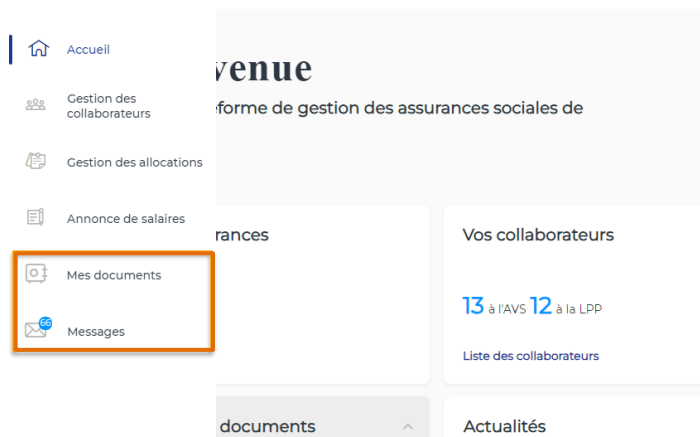 Accueil
venue
Gestion des
collaborateurs
forme de gestion des assurances sociales de
Gestion des allocations
Annonce de salaires
rances
Vos collaborateurs
Mes documents
13 à l'AVS 12 à la LPP
66
Messages
Liste des collaborateurs
documents
Actualités